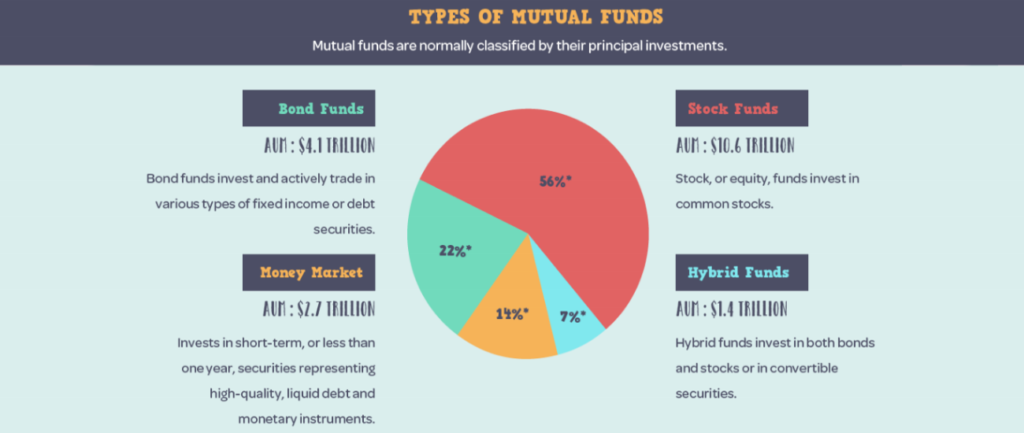 TYPES OF MUTUAL FUNDS
Mutual funds are normally classified by their principal investments.
Bond Funds
AUM : $4.1 TRILLION
Bond funds invest and actively trade in
various types of fixed income or debt
securities.
Money Market
AUM : $2.7 TRILLION
Invests in short-term, or less than
one year, securities representing
high-quality, liquid debt and
monetary instruments.
56%*
22%*
14%*
7%*
Stock Funds
AUM : $10.6 TRILLION
Stock, or equity, funds invest in
common stocks.
Hybrid Funds
AUM : $1.4 TRILLION
Hybrid funds invest in both bonds
and stocks or in convertible
securities.